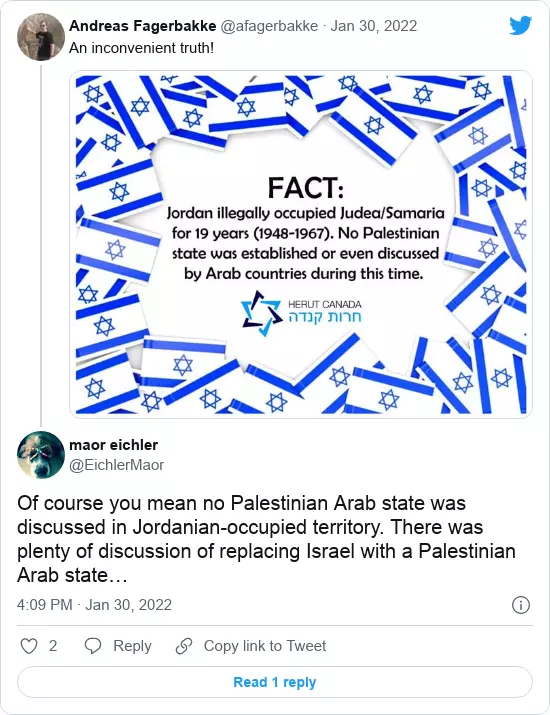 Andreas Fagerbakke @afagerbakke · Jan 30, 2022
An inconvenient truth!
FACT:
Jordan illegally occupied Judea/Samaria
for 19 years (1948-1967). No Palestinian
state was established or even discussed
by Arab countries during this time.
HERUT CANADA
חרות קנדה
maor eichler
@EichlerMaor
Of course you mean no Palestinian Arab state was
discussed in Jordanian-occupied territory. There was
plenty of discussion of replacing Israel with a Palestinian
Arab state…
4:09 PM · Jan 30, 2022
2 Reply Copy link to Tweet
Read 1 reply